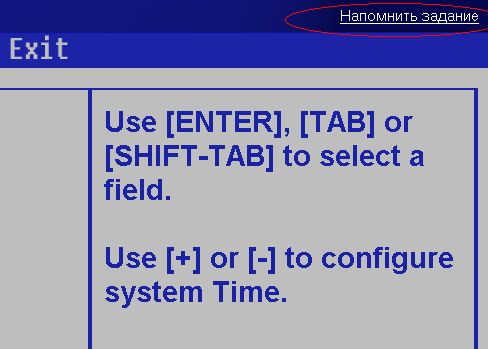 Напомнить задание
Exit
Use [ENTER], [TAB] or
[SHIFT-TAB] to select a
field.
Use [+] or [-] to configure
system Time.